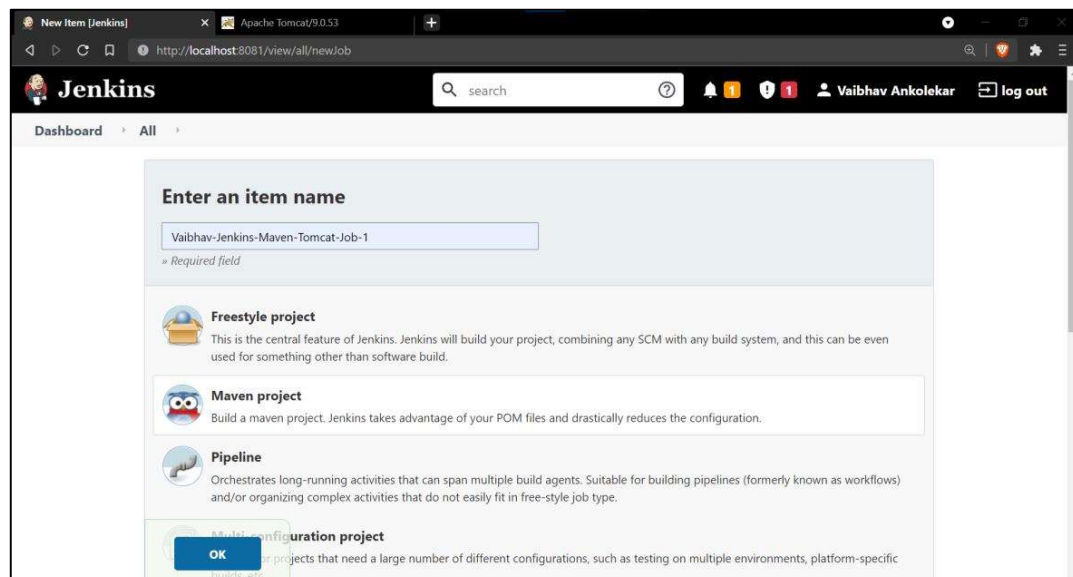 New Item [Jenkins]
Apache Tomcat/9.0.53
http://localhost:8081/view/all/newJob
Jenkins
search
1
1
Vaibhav Ankolekar
log out
Dashboard
All
Enter an item name
Vaibhav-Jenkins-Maven-Tomcat-Job-1
» Required field
Freestyle project
This is the central feature of Jenkins. Jenkins will build your project, combining any SCM with any build system, and this can be even
used for something other than software build.
Maven project
Build a maven project. Jenkins takes advantage of your POM files and drastically reduces the configuration.
Pipeline
Orchestrates long-running activities that can span multiple build agents. Suitable for building pipelines (formerly known as workflows)
and/or organizing complex activities that do not easily fit in free-style job type.
Multi-configuration project
projects that need a large number of different configurations, such as testing on multiple environments, platform-specific
builds, etc.
OK